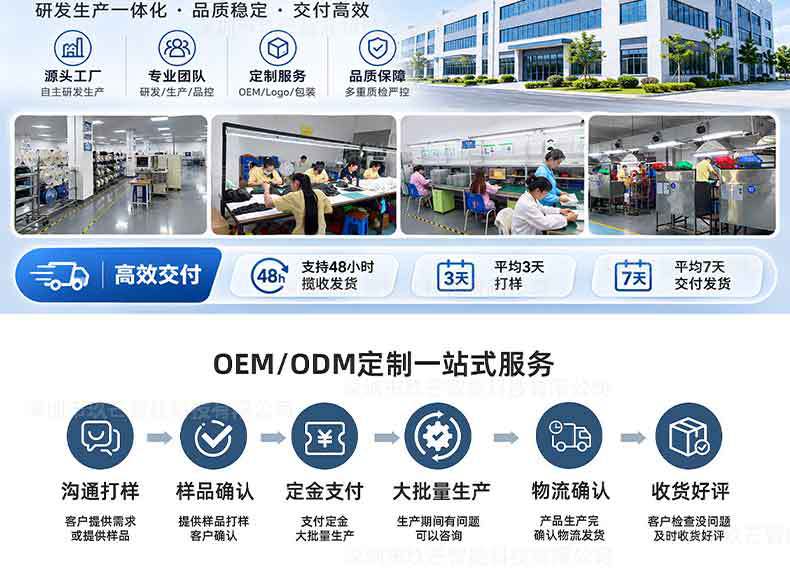 研发生产一体化 · 品质稳定 · 交付高效
源头工厂
自主研发生产
专业团队
研发/生产/品控
定制服务
OEM/Logo/包装
品质保障
多重质检严控
高效交付
48h
支持48小时
揽收发货
3天
平均3天
打样
7天
平均7天
交付发货
OEM/ODM定制一站式服务
沟通打样
客户提供需求
或提供样品
样品确认
提供样品打样
客户确认
定金支付
支付定金
大批量生产
大批量生产
生产期间有问题
可以咨询
物流确认
产品生产完
确认物流发货
收货好评
客户检查没问题
及时收货好评